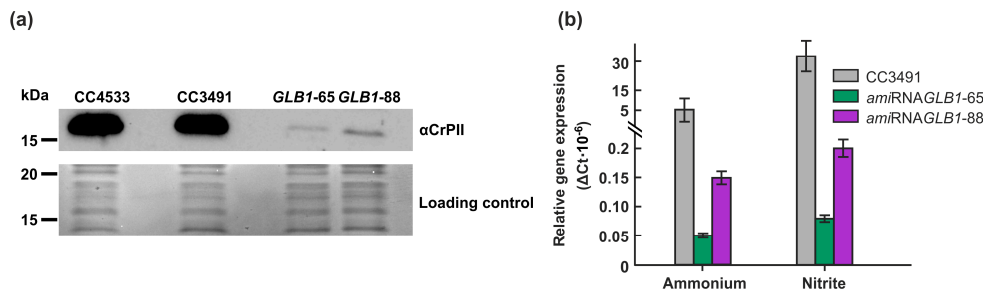 (a)
kDa
CC4533 CC3491 GLB1-65 GLB1-88
αCrPII
15
20
Loading control
15
(b)
Relative gene expression
(ΔCt·10⁻⁶)
30
15
5
0.2
0.15
0.10
0.05
0
CC3491
amiRNAGLB1-65
amiRNAGLB1-88
Ammonium Nitrite